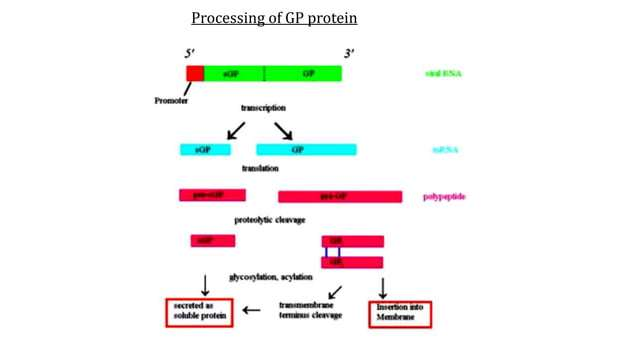 Processing of GP protein
5' 3'
sGP GP viral RNA
Promoter
transcription
sGP GP mRNA
translation
pre-sGP pre-GP polypeptide
proteolytic cleavage
sGP
glycosylation, acylation
secreted as soluble protein
transmembrane terminus cleavage
Insertion into Membrane